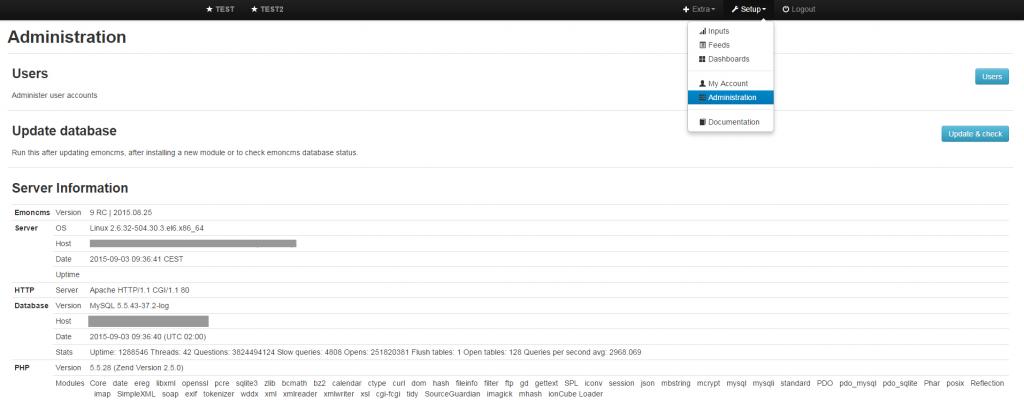 TEST TEST2 Extra Setup Logout
Administration
Inputs
Feeds
Dashboards
My Account
Administration
Documentation
Users
Users
Administer user accounts
Update database
Update & check
Run this after updating emoncms, after installing a new module or to check emoncms database status.
Server Information
Emoncms Version 9 RC | 2015.08.25
Server OS Linux 2.6.32-504.30.3.el6.x86_64
Host
Date 2015-09-03 09:36:41 CEST
Uptime
HTTP Server Apache HTTP/1.1 CGI/1.1 80
Database Version MySQL 5.5.43-37.2-log
Host
Date 2015-09-03 09:36:40 (UTC 02:00)
Stats Uptime: 1288546 Threads: 42 Questions: 3824494124 Slow queries: 4808 Opens: 251820381 Flush tables: 1 Open tables: 128 Queries per second avg: 2968.069
PHP Version 5.5.28 (Zend Version 2.5.0)
Modules Core date ereg libxml openssl pcre sqlite3 zlib bcmath bz2 calendar ctype curl dom hash fileinfo filter ftp gd gettext SPL iconv session json mbstring mcrypt mysql mysqli standard PDO pdo_mysql pdo_sqlite Phar posix Reflection
imap SimpleXML soap exif tokenizer wddx xml xmlreader xmlwriter xsl cgi-fcgi tidy SourceGuardian imagick mhash ionCube Loader